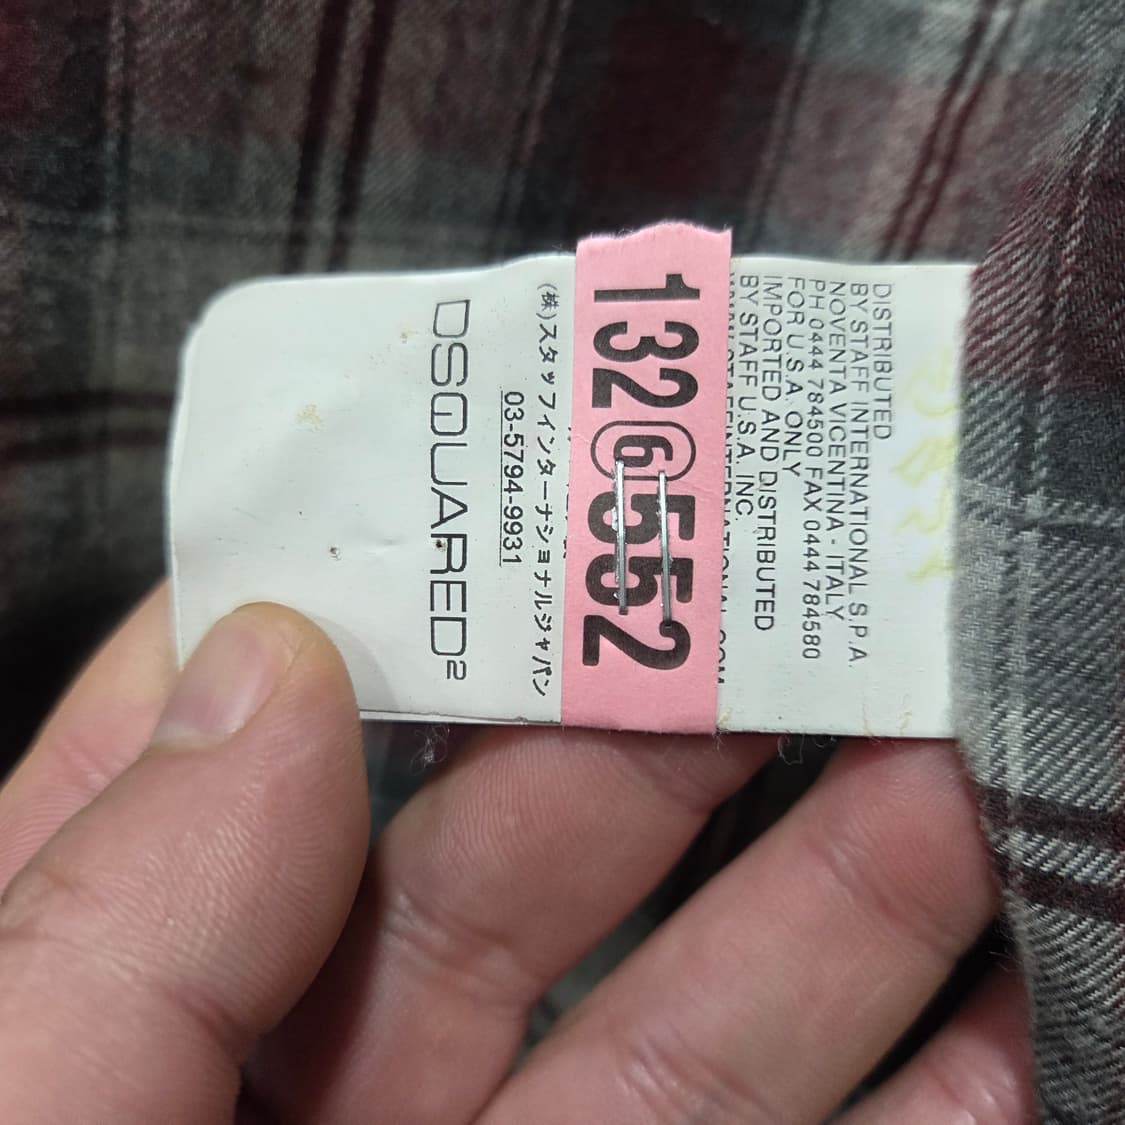 DISTRIBUTED
BY STAFF INTERNATIONAL S.P.A.
NOVENTA VICENTINA - ITALY
PH 0444 784500 FAX 0444 784580
FOR U.S.A. ONLY
IMPORTED AND DISTRIBUTED
BY STAFF U.S.A. INC.
132 6 552
(株)スタッフインターナショナルジャパン
03-5794-9931
DSQUARED2